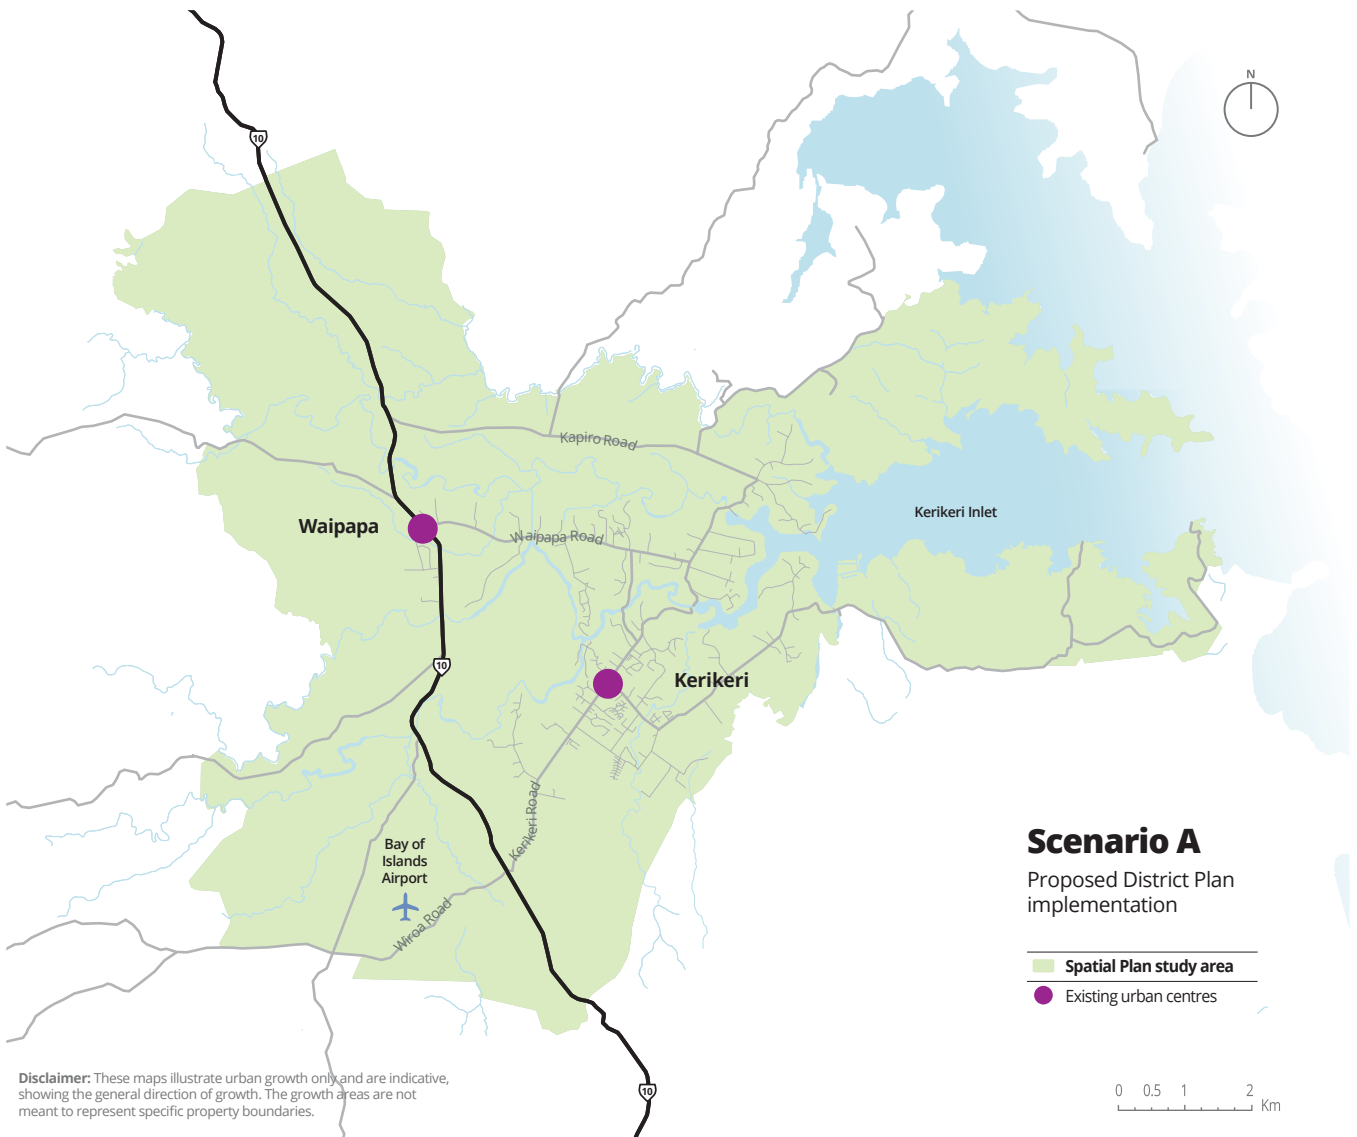 N
10
Kapiro Road
Waipapa
Waipapa Road
Kerikeri Inlet
10
Kerikeri
Kerikeri Road
Bay of
Islands
Airport
Wiroa Road
Scenario A
Proposed District Plan
implementation
Spatial Plan study area
Existing urban centres
10
Disclaimer: These maps illustrate urban growth only and are indicative,
showing the general direction of growth. The growth areas are not
meant to represent specific property boundaries.
0 0.5 1 2
Km